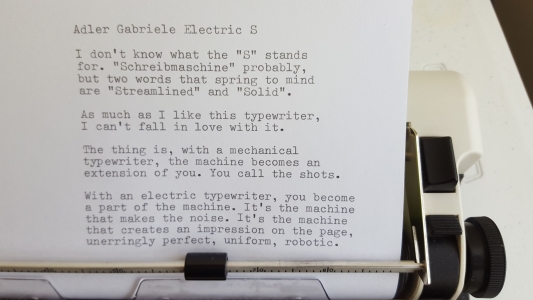 Adler Gabriele Electric S
I don't know what the "S" stands
for. "Schreibmaschine" probably,
but two words that spring to mind
are "Streamlined" and "Solid".
As much as I like this typewriter,
I can't fall in love with it.
The thing is, with a mechanical
typewriter, the machine becomes an
extension of you. You call the shots.
With an electric typewriter, you become
a part of the machine. It's the machine
that makes the noise. It's the machine
that creates an impression on the page,
unerringly perfect, uniform, robotic.